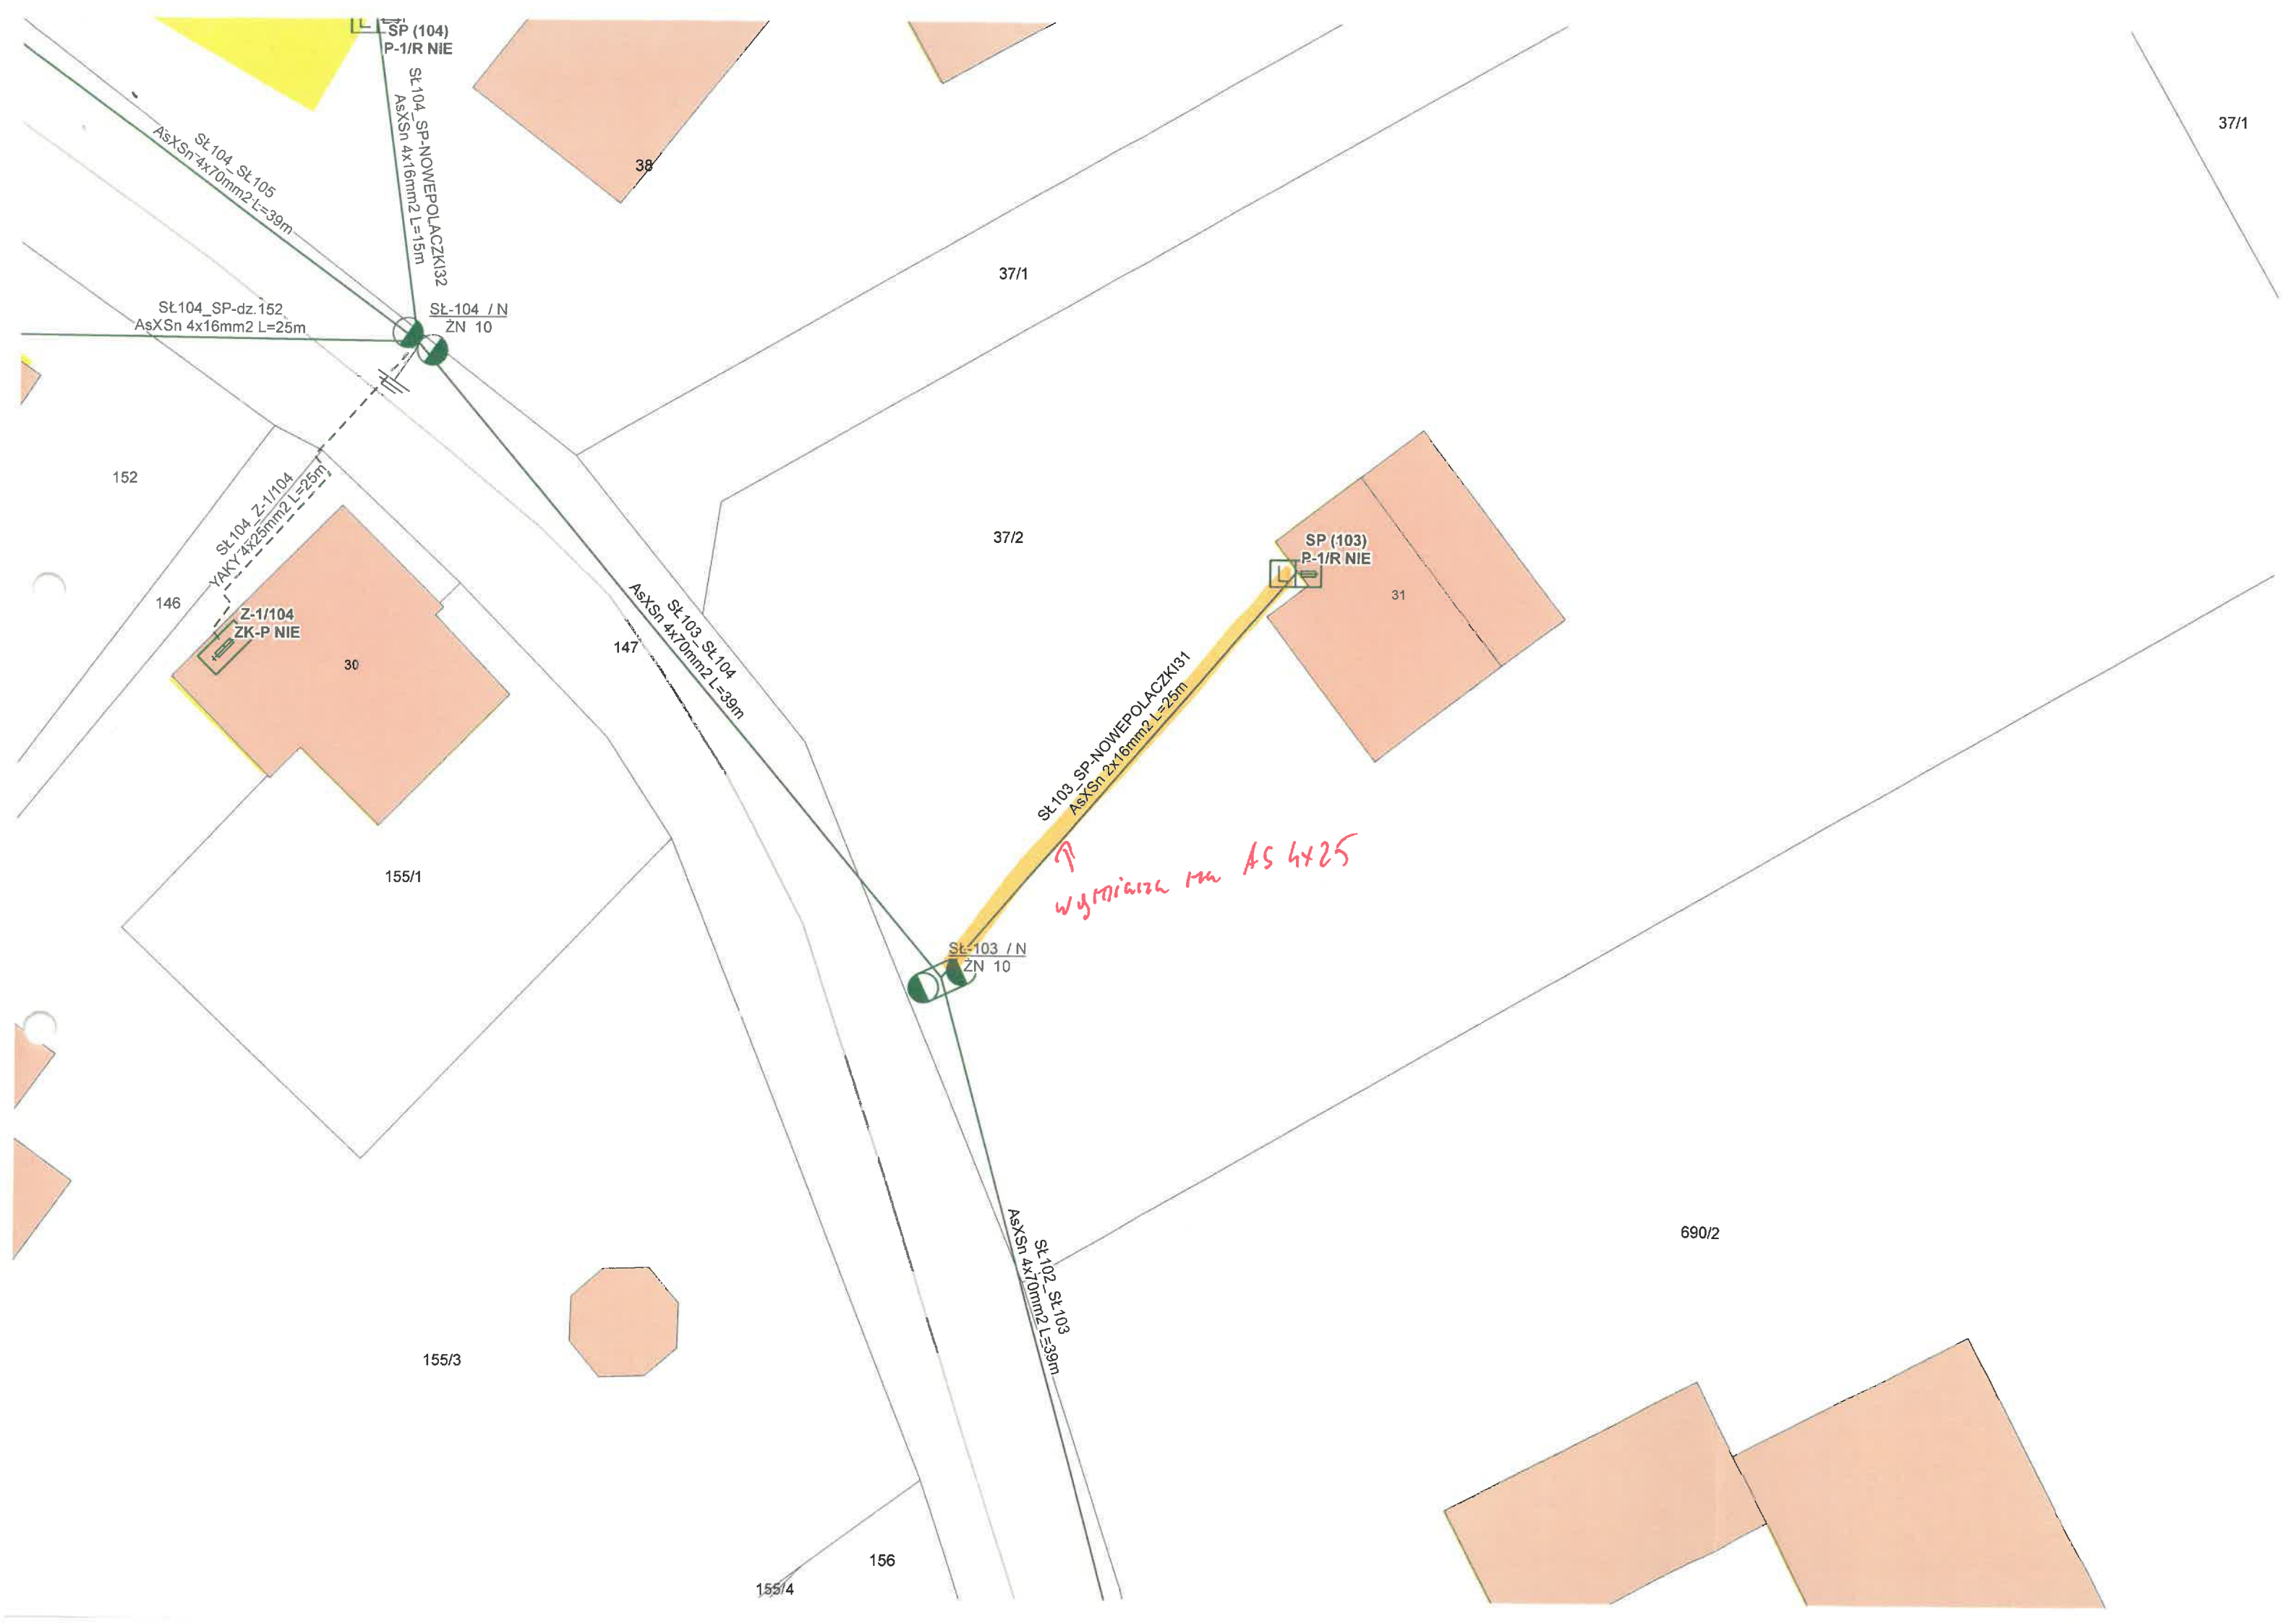 SP (104)
P-1/R NIE
SŁ104_SP-NOWEPOLACZKI32
AsXSn 4x16mm2 L=15m
SŁ104_SŁ105
AsXSn 4x70mm2 L=39m
38
37/1
37/1
SŁ104_SP-dz.152
AsXSn 4x16mm2 L=25m
SŁ-104 / N
ŻN 10
152
SŁ104_Z-1/104
YAKY 4x25mm2 L=25m
37/2
SP (103)
P-1/R NIE
31
146
Z-1/104
ZK-P NIE
30
147
SŁ103_SŁ104
AsXSn 4x70mm2 L=39m
SŁ103_SP-NOWEPOLACZKI31
AsXSn 2x16mm2 L=25m
wymiana na AS 4x25
155/1
SŁ-103 / N
ŻN 10
SŁ102_SŁ103
AsXSn 4x70mm2 L=39m
690/2
155/3
156
155/4